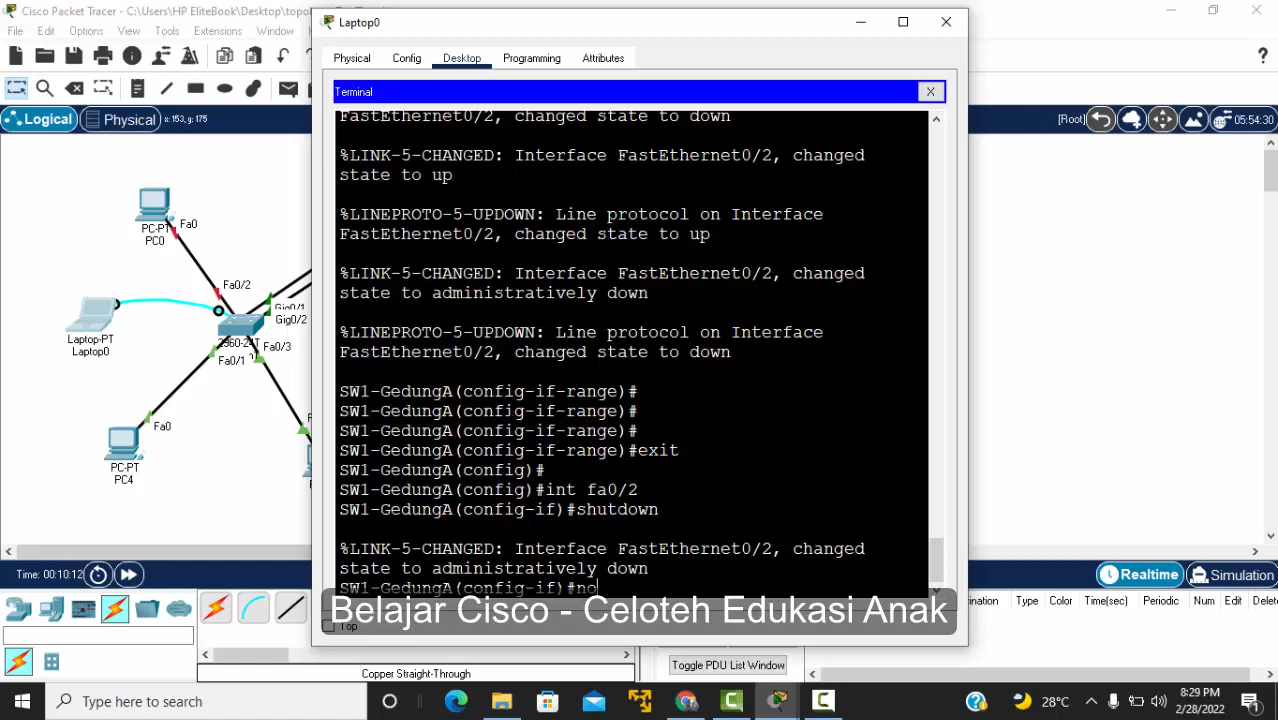 Cisco Packet Tracer - C:\Users\HP EliteBook\Desktop\topo
Laptop0
File Edit Options View Tools Extensions Window
Physical Config Desktop Programming Attributes
Terminal
X
Logical Physical x: 153, y: 175
[Root] 05:54:30
FastEthernet0/2, changed state to down
%LINK-5-CHANGED: Interface FastEthernet0/2, changed
state to up
%LINEPROTO-5-UPDOWN: Line protocol on Interface
FastEthernet0/2, changed state to up
%LINK-5-CHANGED: Interface FastEthernet0/2, changed
state to administratively down
%LINEPROTO-5-UPDOWN: Line protocol on Interface
FastEthernet0/2, changed state to down
SW1-GedungA(config-if-range)#
SW1-GedungA(config-if-range)#
SW1-GedungA(config-if-range)#
SW1-GedungA(config-if-range)#exit
SW1-GedungA(config)#
SW1-GedungA(config)#int fa0/2
SW1-GedungA(config-if)#shutdown
%LINK-5-CHANGED: Interface FastEthernet0/2, changed
state to administratively down
SW1-GedungA(config-if)#no
Belajar Cisco - Celoteh Edukasi Anak
Top
PC-PT
PC0
Fa0
Fa0/2
Gig0/1
Gig0/2
Laptop-PT
Laptop0
2960-24T
Fa0/3
Fa0/1
Fa0
PC-PT
PC4
Time: 00:10:12
Realtime Simulation
Type Color Time(sec) Periodic Num Edit Delete
Copper Straight-Through
Toggle PDU List Window
Type here to search
28°C
8:29 PM
2/28/2022
1